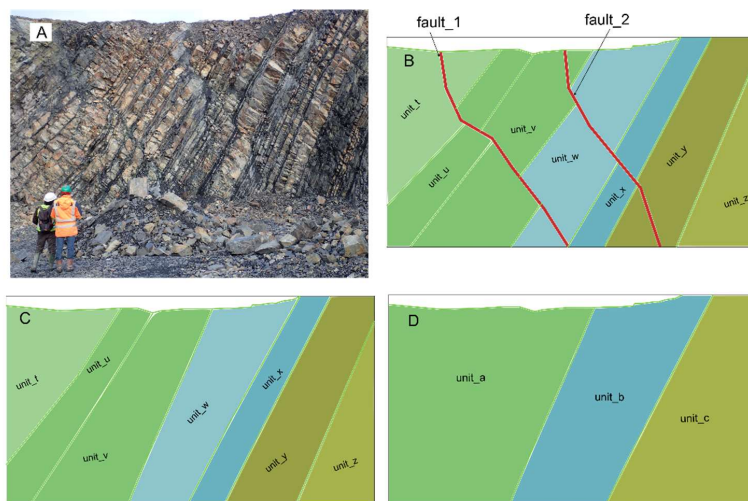 A
fault_1
fault_2
B
unit_t
unit_u
unit_v
unit_w
unit_x
unit_y
unit_z
C
unit_t
unit_u
unit_v
unit_w
unit_x
unit_y
unit_z
D
unit_a
unit_b
unit_c